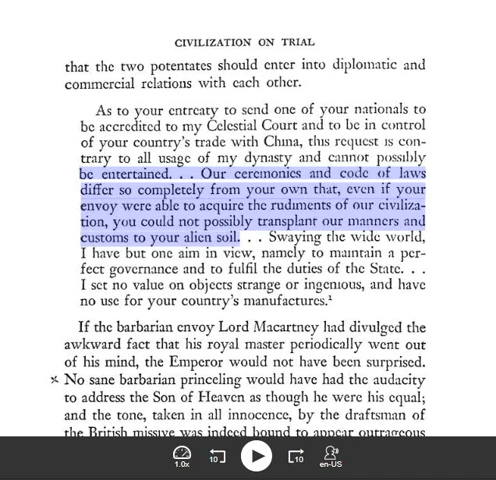 CIVILIZATION ON TRIAL
that the two potentates should enter into diplomatic and
commercial relations with each other.
As to your entreaty to send one of your nationals to
be accredited to my Celestial Court and to be in control
of your country's trade with China, this request is con-
trary to all usage of my dynasty and cannot possibly
be entertained. . . Our ceremonies and code of laws
differ so completely from your own that, even if your
envoy were able to acquire the rudiments of our civiliza-
tion, you could not possibly transplant our manners and
customs to your alien soil. . . Swaying the wide world,
I have but one aim in view, namely to maintain a per-
fect governance and to fulfil the duties of the State. . .
I set no value on objects strange or ingenious, and have
no use for your country's manufactures.¹
If the barbarian envoy Lord Macartney had divulged the
awkward fact that his royal master periodically went out
of his mind, the Emperor would not have been surprised.
No sane barbarian princeling would have had the audacity
to address the Son of Heaven as though he were his equal;
and the tone, taken in all innocence, by the draftsman of
the British missive was indeed bound to appear outrageous
1.0x
10
10
en-US